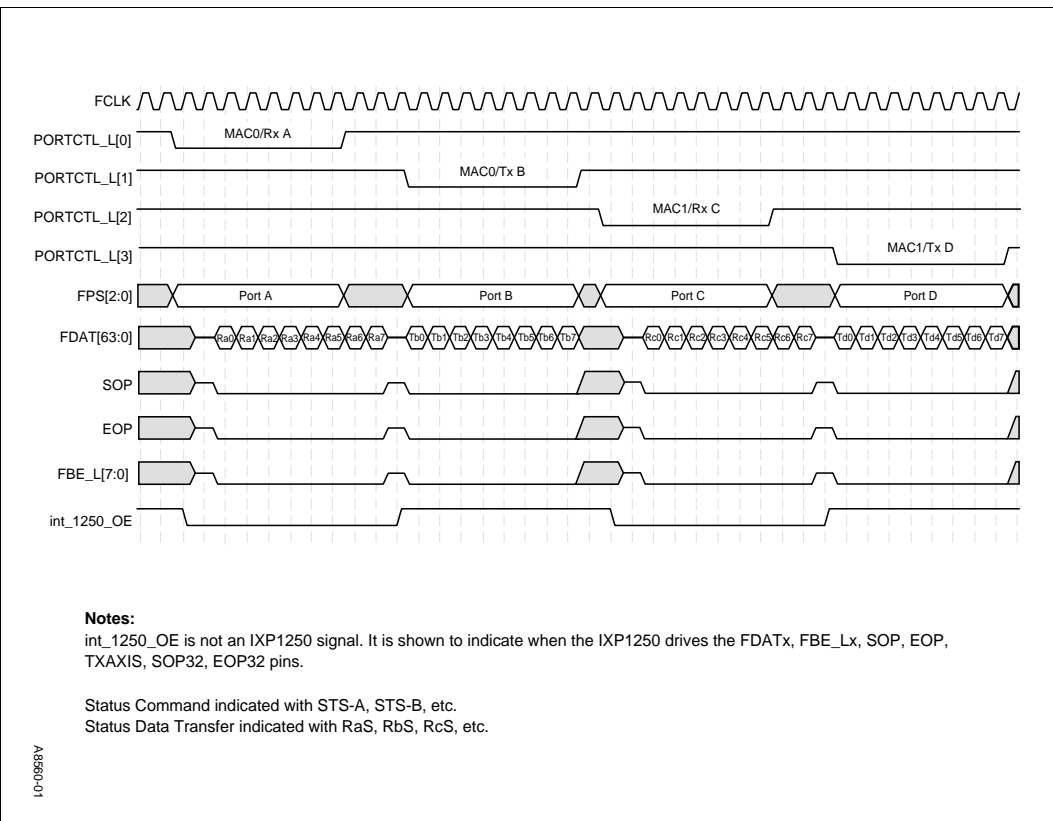 FCLK
PORTCTL_L[0]
MAC0/Rx A
PORTCTL_L[1]
MAC0/Tx B
PORTCTL_L[2]
MAC1/Rx C
PORTCTL_L[3]
MAC1/Tx D
FPS[2:0]
Port A
Port B
Port C
Port D
FDAT[63:0]
Ra0 Ra1 Ra2 Ra3 Ra4 Ra5 Ra6 Ra7
Tb0 Tb1 Tb2 Tb3 Tb4 Tb5 Tb6 Tb7
Rc0 Rc1 Rc2 Rc3 Rc4 Rc5 Rc6 Rc7
Td0 Td1 Td2 Td3 Td4 Td5 Td6 Td7
SOP
EOP
FBE_L[7:0]
int_1250_OE
Notes:
int_1250_OE is not an IXP1250 signal. It is shown to indicate when the IXP1250 drives the FDATx, FBE_Lx, SOP, EOP,
TXAXIS, SOP32, EOP32 pins.
Status Command indicated with STS-A, STS-B, etc.
Status Data Transfer indicated with RaS, RbS, RcS, etc.
A8560-01